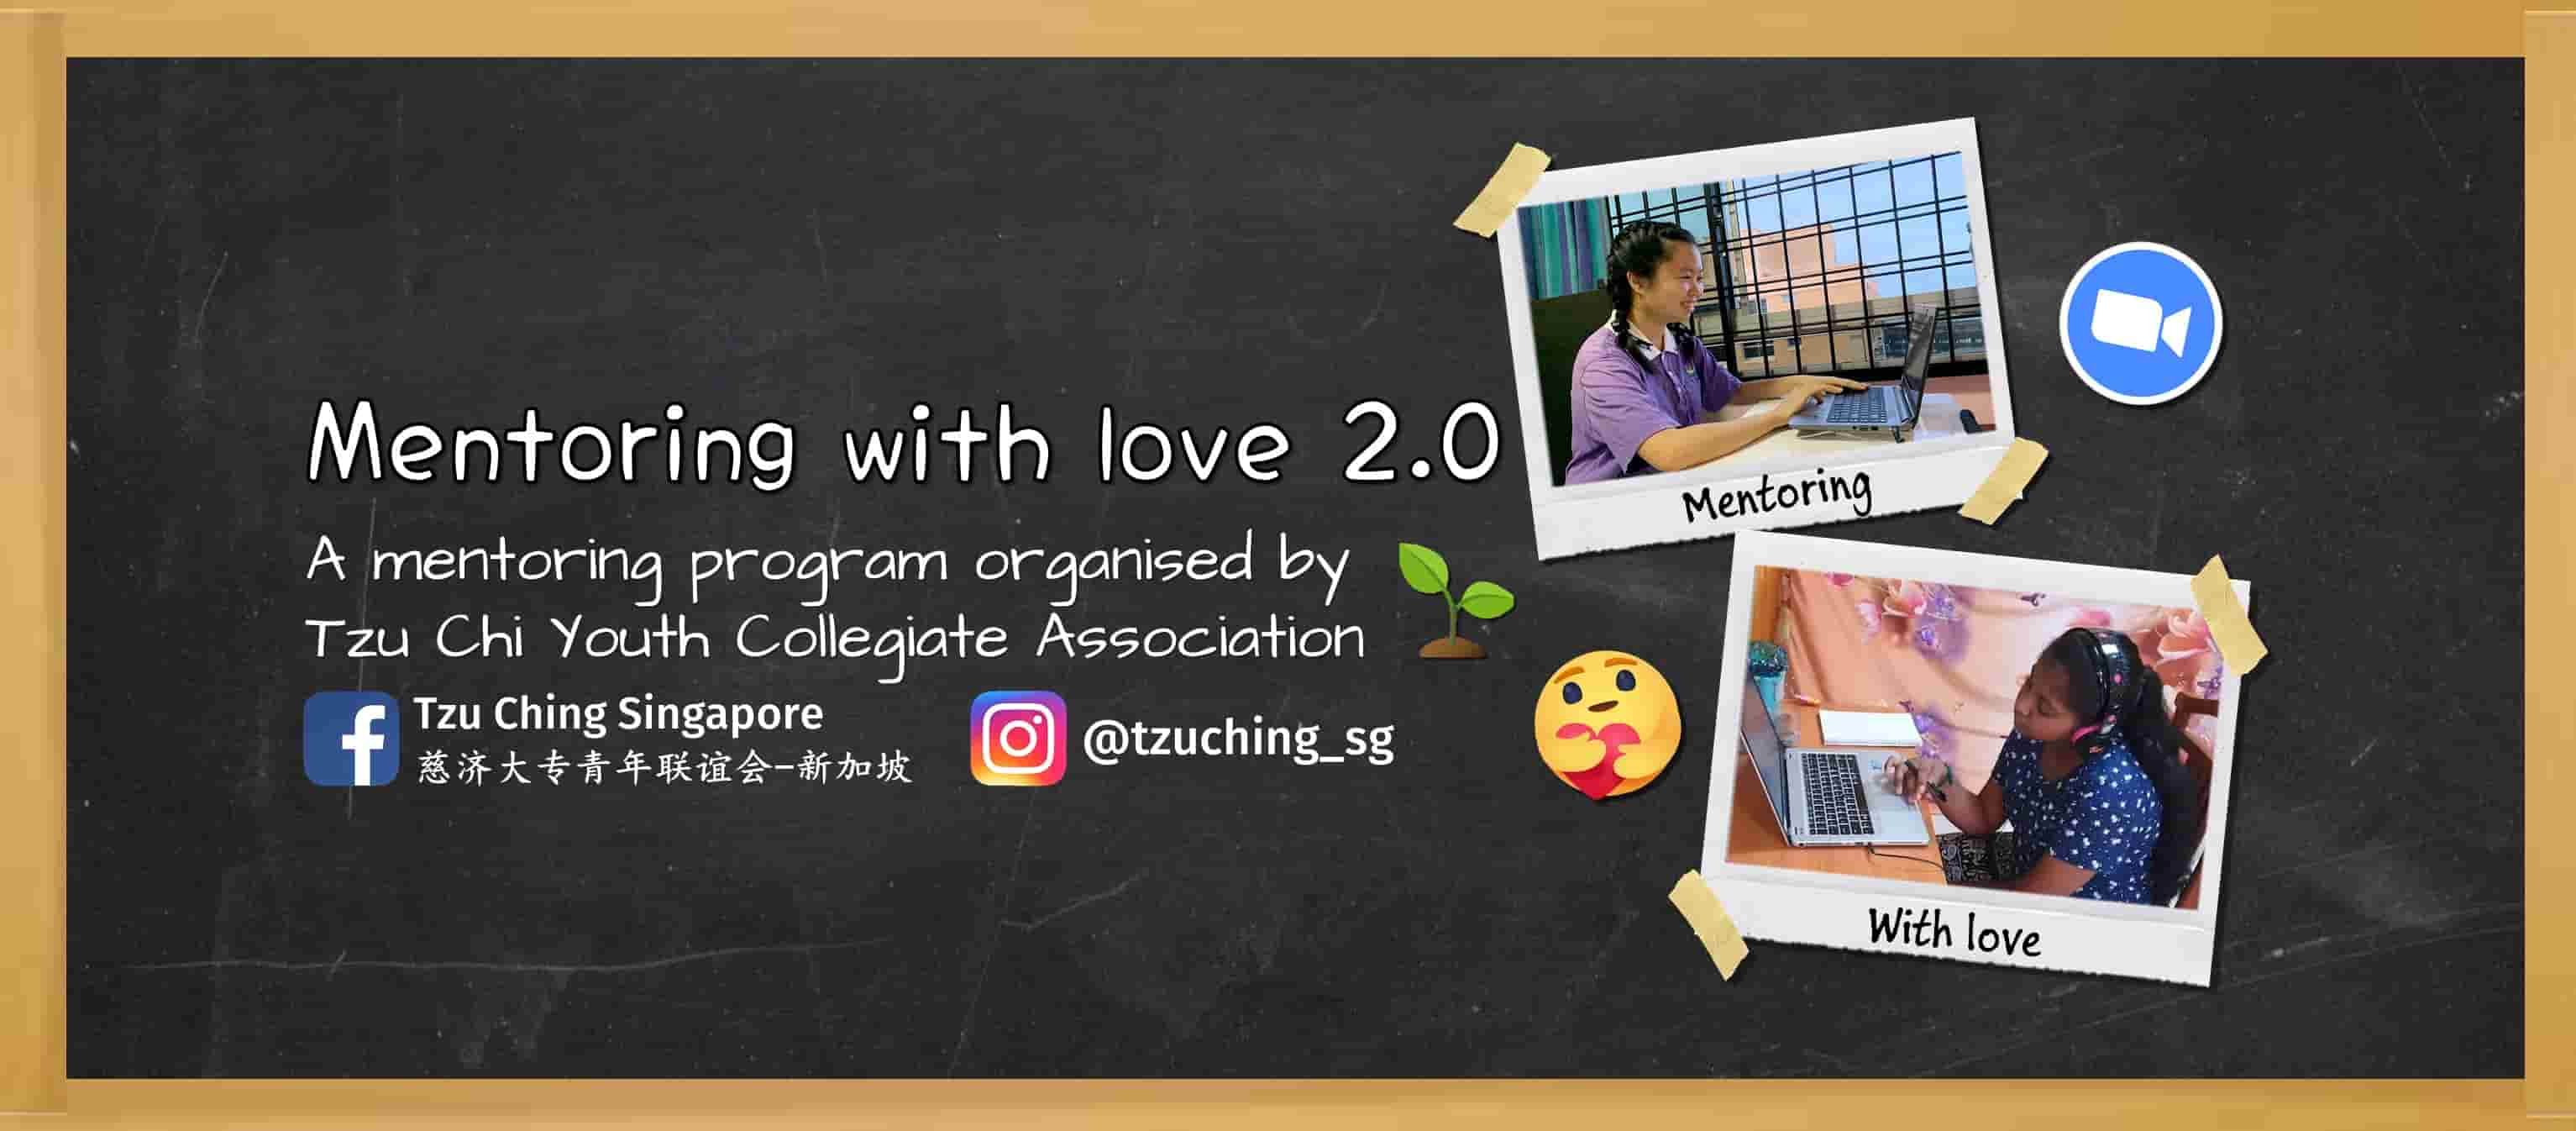 Mentoring with love 2.0
A mentoring program organised by
Tzu Chi Youth Collegiate Association
Tzu Ching Singapore
慈济大专青年联谊会-新加坡
@tzuching_sg
Mentoring
With love